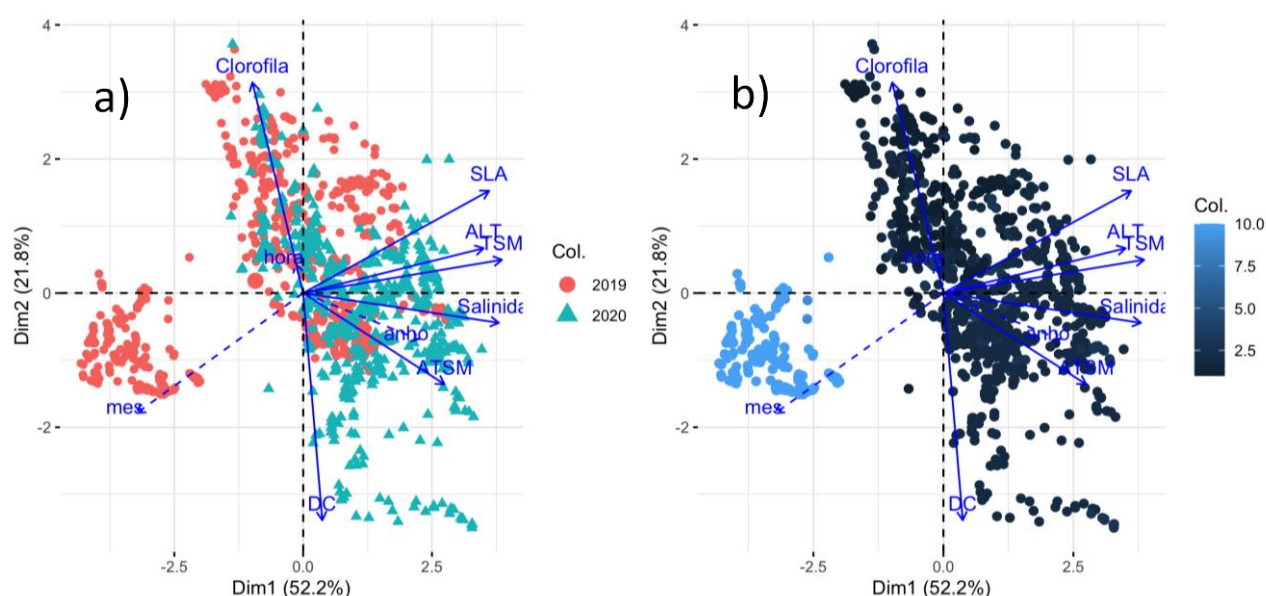 a)
4
2
0
-2
Dim2 (21.8%)
-2.5
0.0
2.5
Dim1 (52.2%)
Clorofila
SLA
ALT
TSM
hora
Salinida
anho
ATSM
mes
DC
Col.
2019
2020
b)
4
2
0
-2
Dim2 (21.8%)
-2.5
0.0
2.5
Dim1 (52.2%)
Clorofila
SLA
ALT
TSM
hora
Salinida
anho
ATSM
mes
DC
Col.
10.0
7.5
5.0
2.5